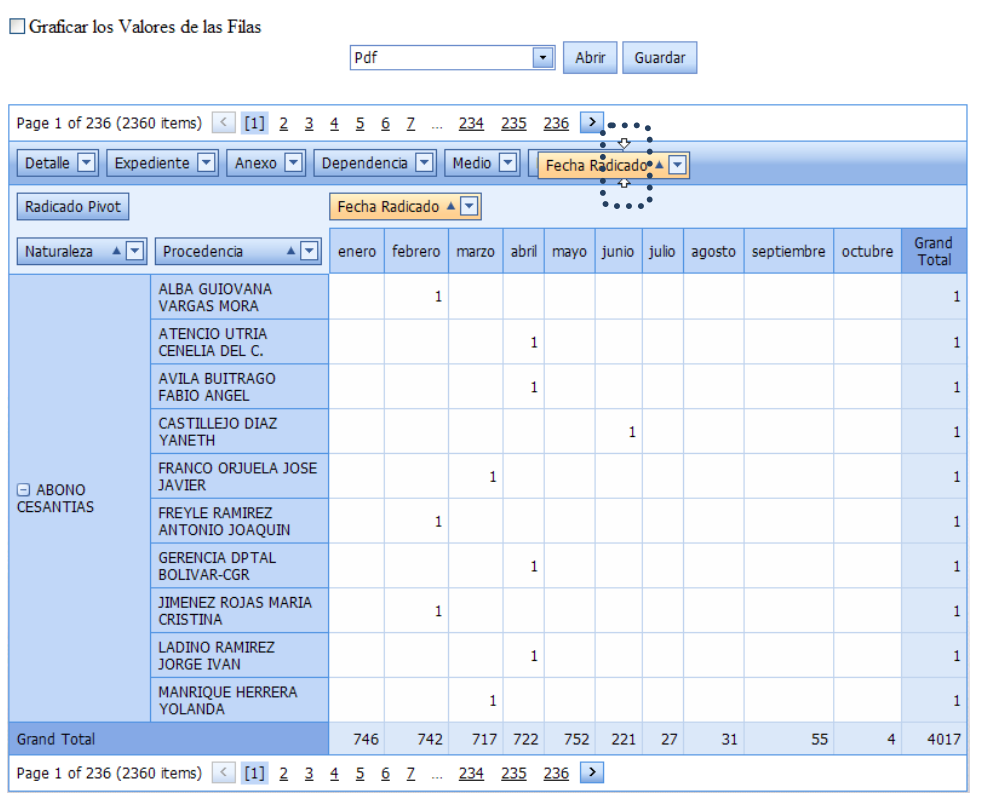 Graficar los Valores de las Filas
Pdf Abrir Guardar
Page 1 of 236 (2360 items) < [1] 2 3 4 5 6 7 … 234 235 236 >
Detalle Expediente Anexo Dependencia Medio Fecha Radicado
Radicado Pivot Fecha Radicado
Naturaleza Procedencia enero febrero marzo abril mayo junio julio agosto septiembre octubre Grand
Total
ALBA GUIOVANA
VARGAS MORA 1 1
ATENCIO UTRIA
CENELIA DEL C. 1 1
AVILA BUITRAGO
FABIO ANGEL 1 1
CASTILLEJO DIAZ
YANETH 1 1
FRANCO ORJUELA JOSE
JAVIER 1 1
ABONO
CESANTIAS
FREYLE RAMIREZ
ANTONIO JOAQUIN 1 1
GERENCIA DPTAL
BOLIVAR-CGR 1 1
JIMENEZ ROJAS MARIA
CRISTINA 1 1
LADINO RAMIREZ
JORGE IVAN 1 1
MANRIQUE HERRERA
YOLANDA 1 1
Grand Total 746 742 717 722 752 221 27 31 55 4 4017
Page 1 of 236 (2360 items) < [1] 2 3 4 5 6 7 … 234 235 236 >